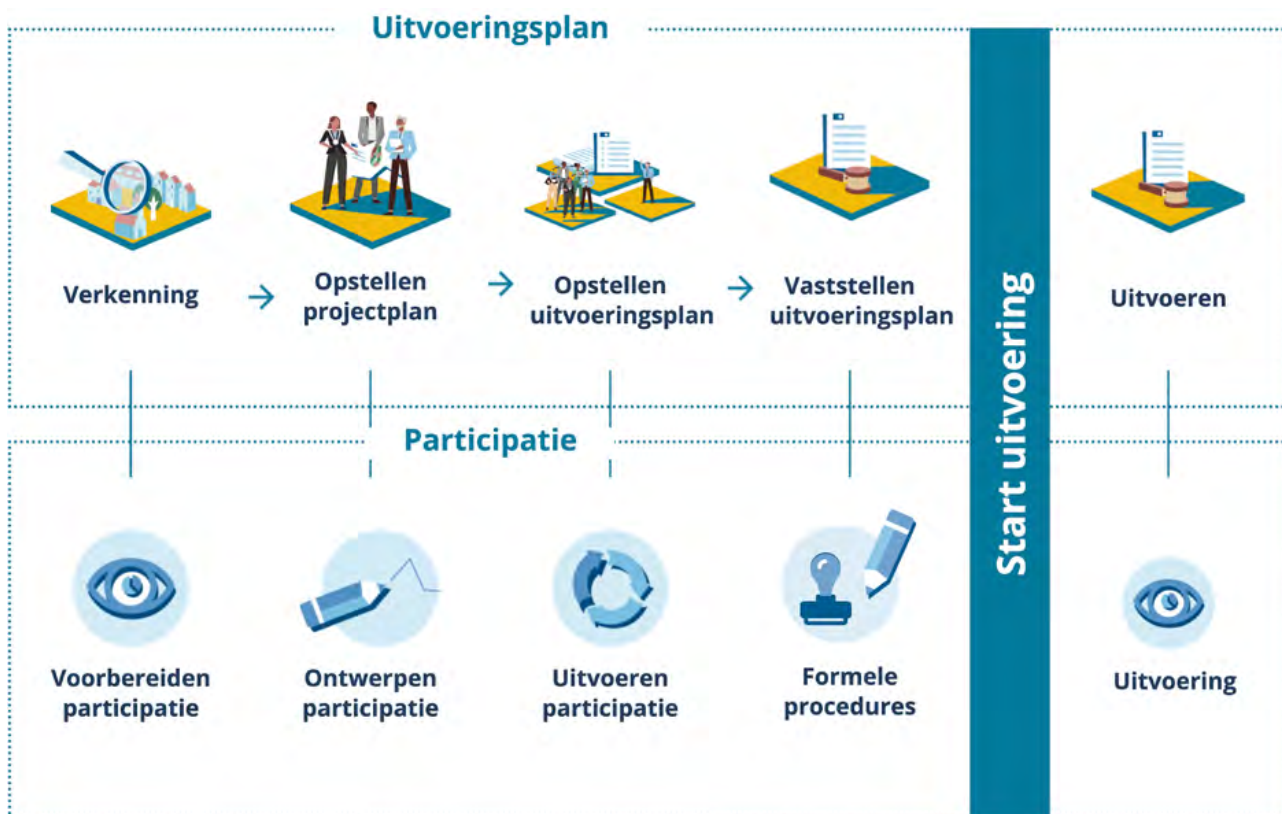 Uitvoeringsplan
Verkenning
Opstellen
projectplan
Opstellen
uitvoeringsplan
Vaststellen
uitvoeringsplan
Start uitvoering
Uitvoeren
Participatie
Voorbereiden
participatie
Ontwerpen
participatie
Uitvoeren
participatie
Formele
procedures
Uitvoering